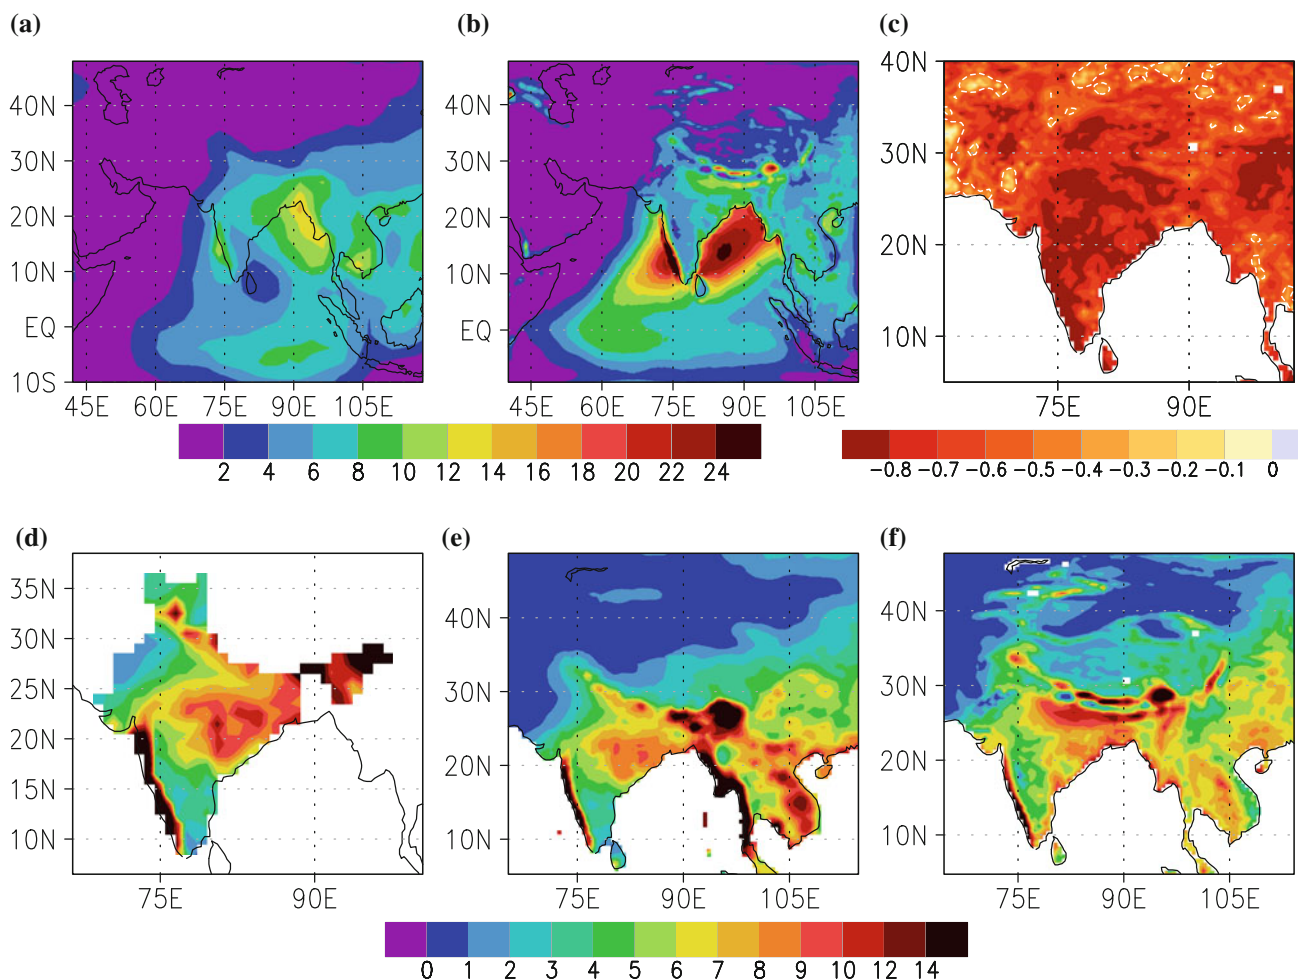 (a)
(b)
(c)
40N
30N
20N
10N
EQ
10S
45E 60E 75E 90E 105E
40N
30N
20N
10N
EQ
45E 60E 75E 90E 105E
40N
30N
20N
10N
75E 90E
2 4 6 8 10 12 14 16 18 20 22 24
-0.8 -0.7 -0.6 -0.5 -0.4 -0.3 -0.2 -0.1 0
(d)
(e)
(f)
35N
30N
25N
20N
15N
10N
75E 90E
40N
30N
20N
10N
75E 90E 105E
40N
30N
20N
10N
75E 90E 105E
0 1 2 3 4 5 6 7 8 9 10 12 14